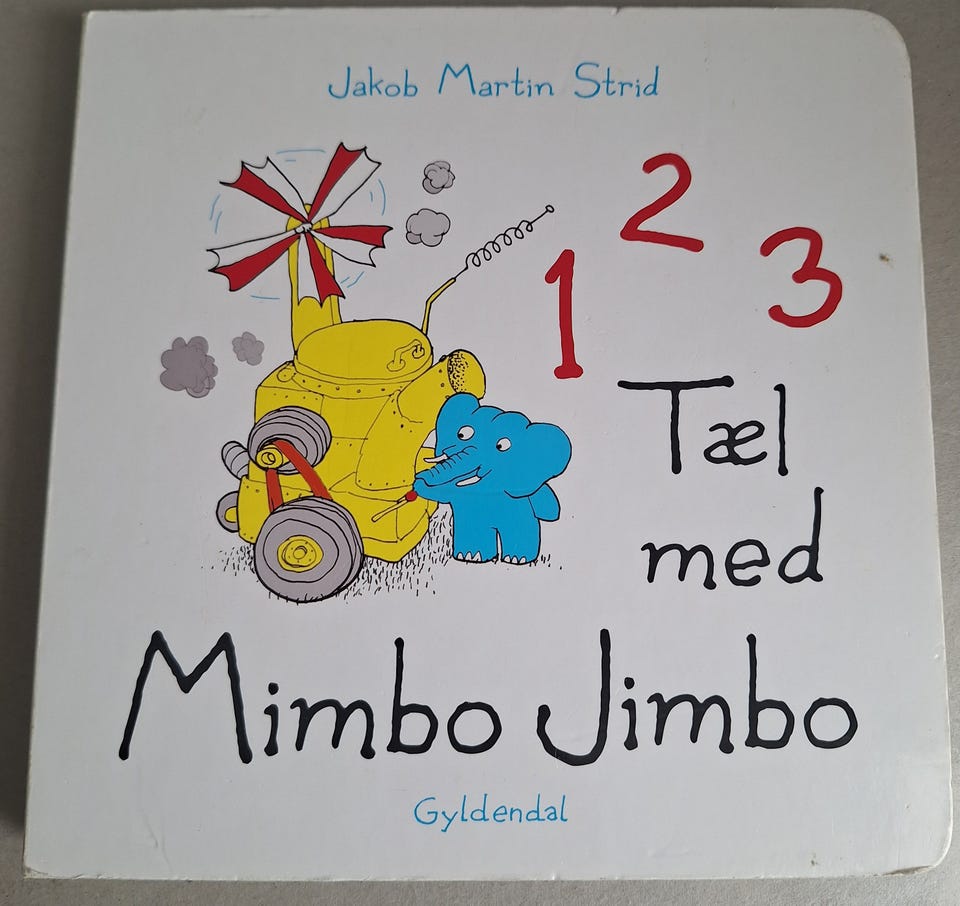 Jakob Martin Strid
1 2 3
Tæl
med
Mimbo Jimbo
Gyldendal